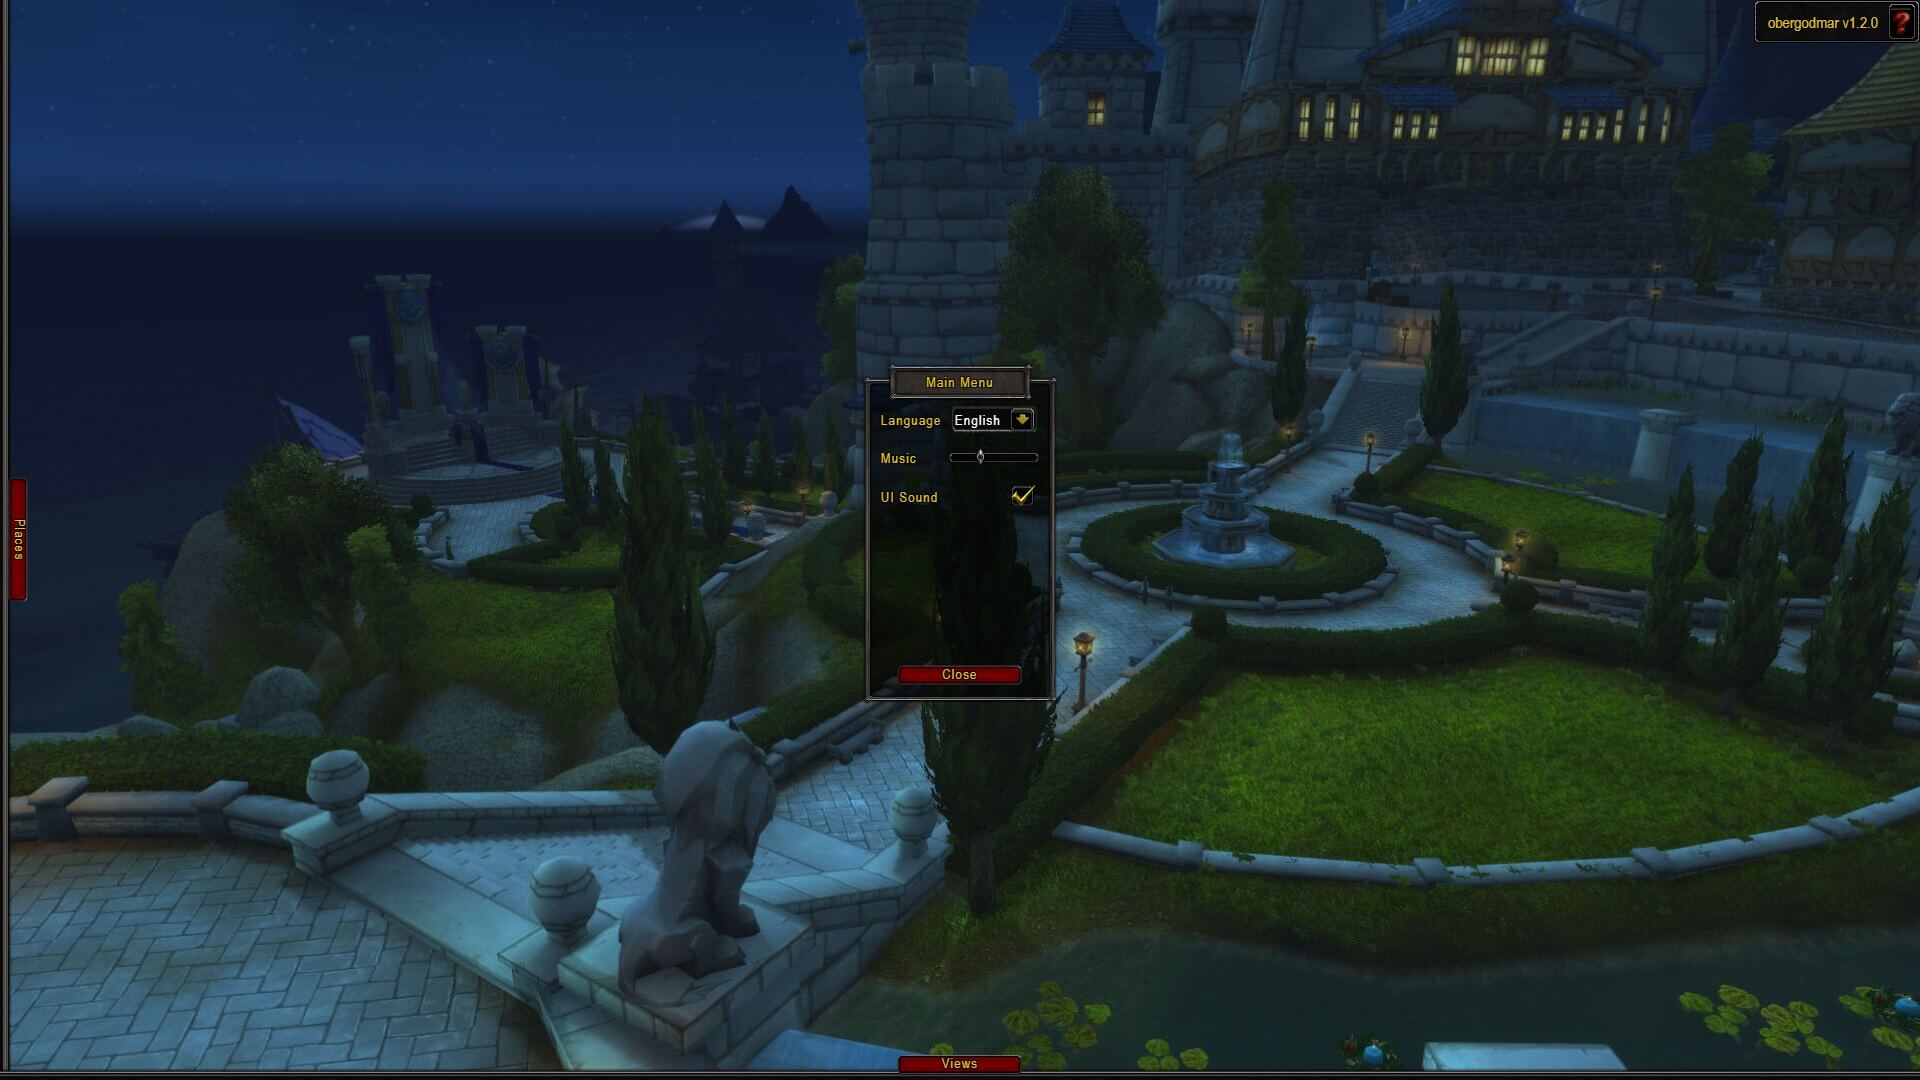 obergodmar v1.2.0
Main Menu
Language English
Music
UI Sound
Close
Places
Views